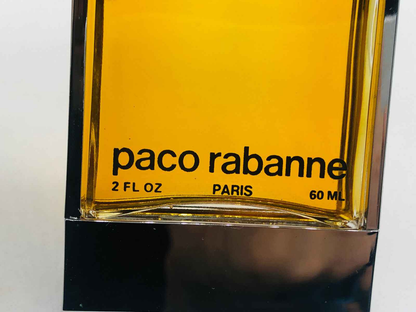 paco rabanne
2 FL OZ PARIS 60 ML